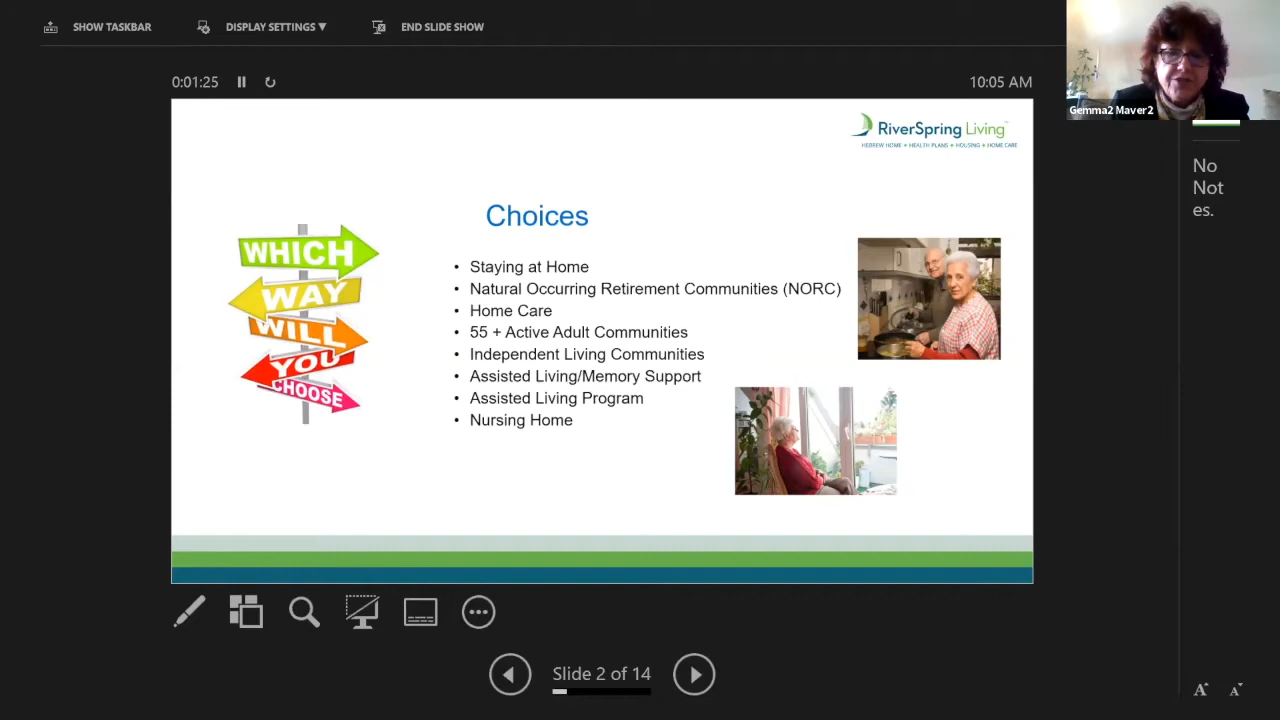 SHOW TASKBAR
DISPLAY SETTINGS ▼
END SLIDE SHOW
Gemma2 Maver2
0:01:25
10:05 AM
RiverSpring Living™
HEBREW HOME • HEALTH PLANS • HOUSING • HOME CARE
No
Not
es.
Choices
WHICH
WAY
WILL
YOU
CHOOSE
• Staying at Home
• Natural Occurring Retirement Communities (NORC)
• Home Care
• 55 + Active Adult Communities
• Independent Living Communities
• Assisted Living/Memory Support
• Assisted Living Program
• Nursing Home
Slide 2 of 14
A A